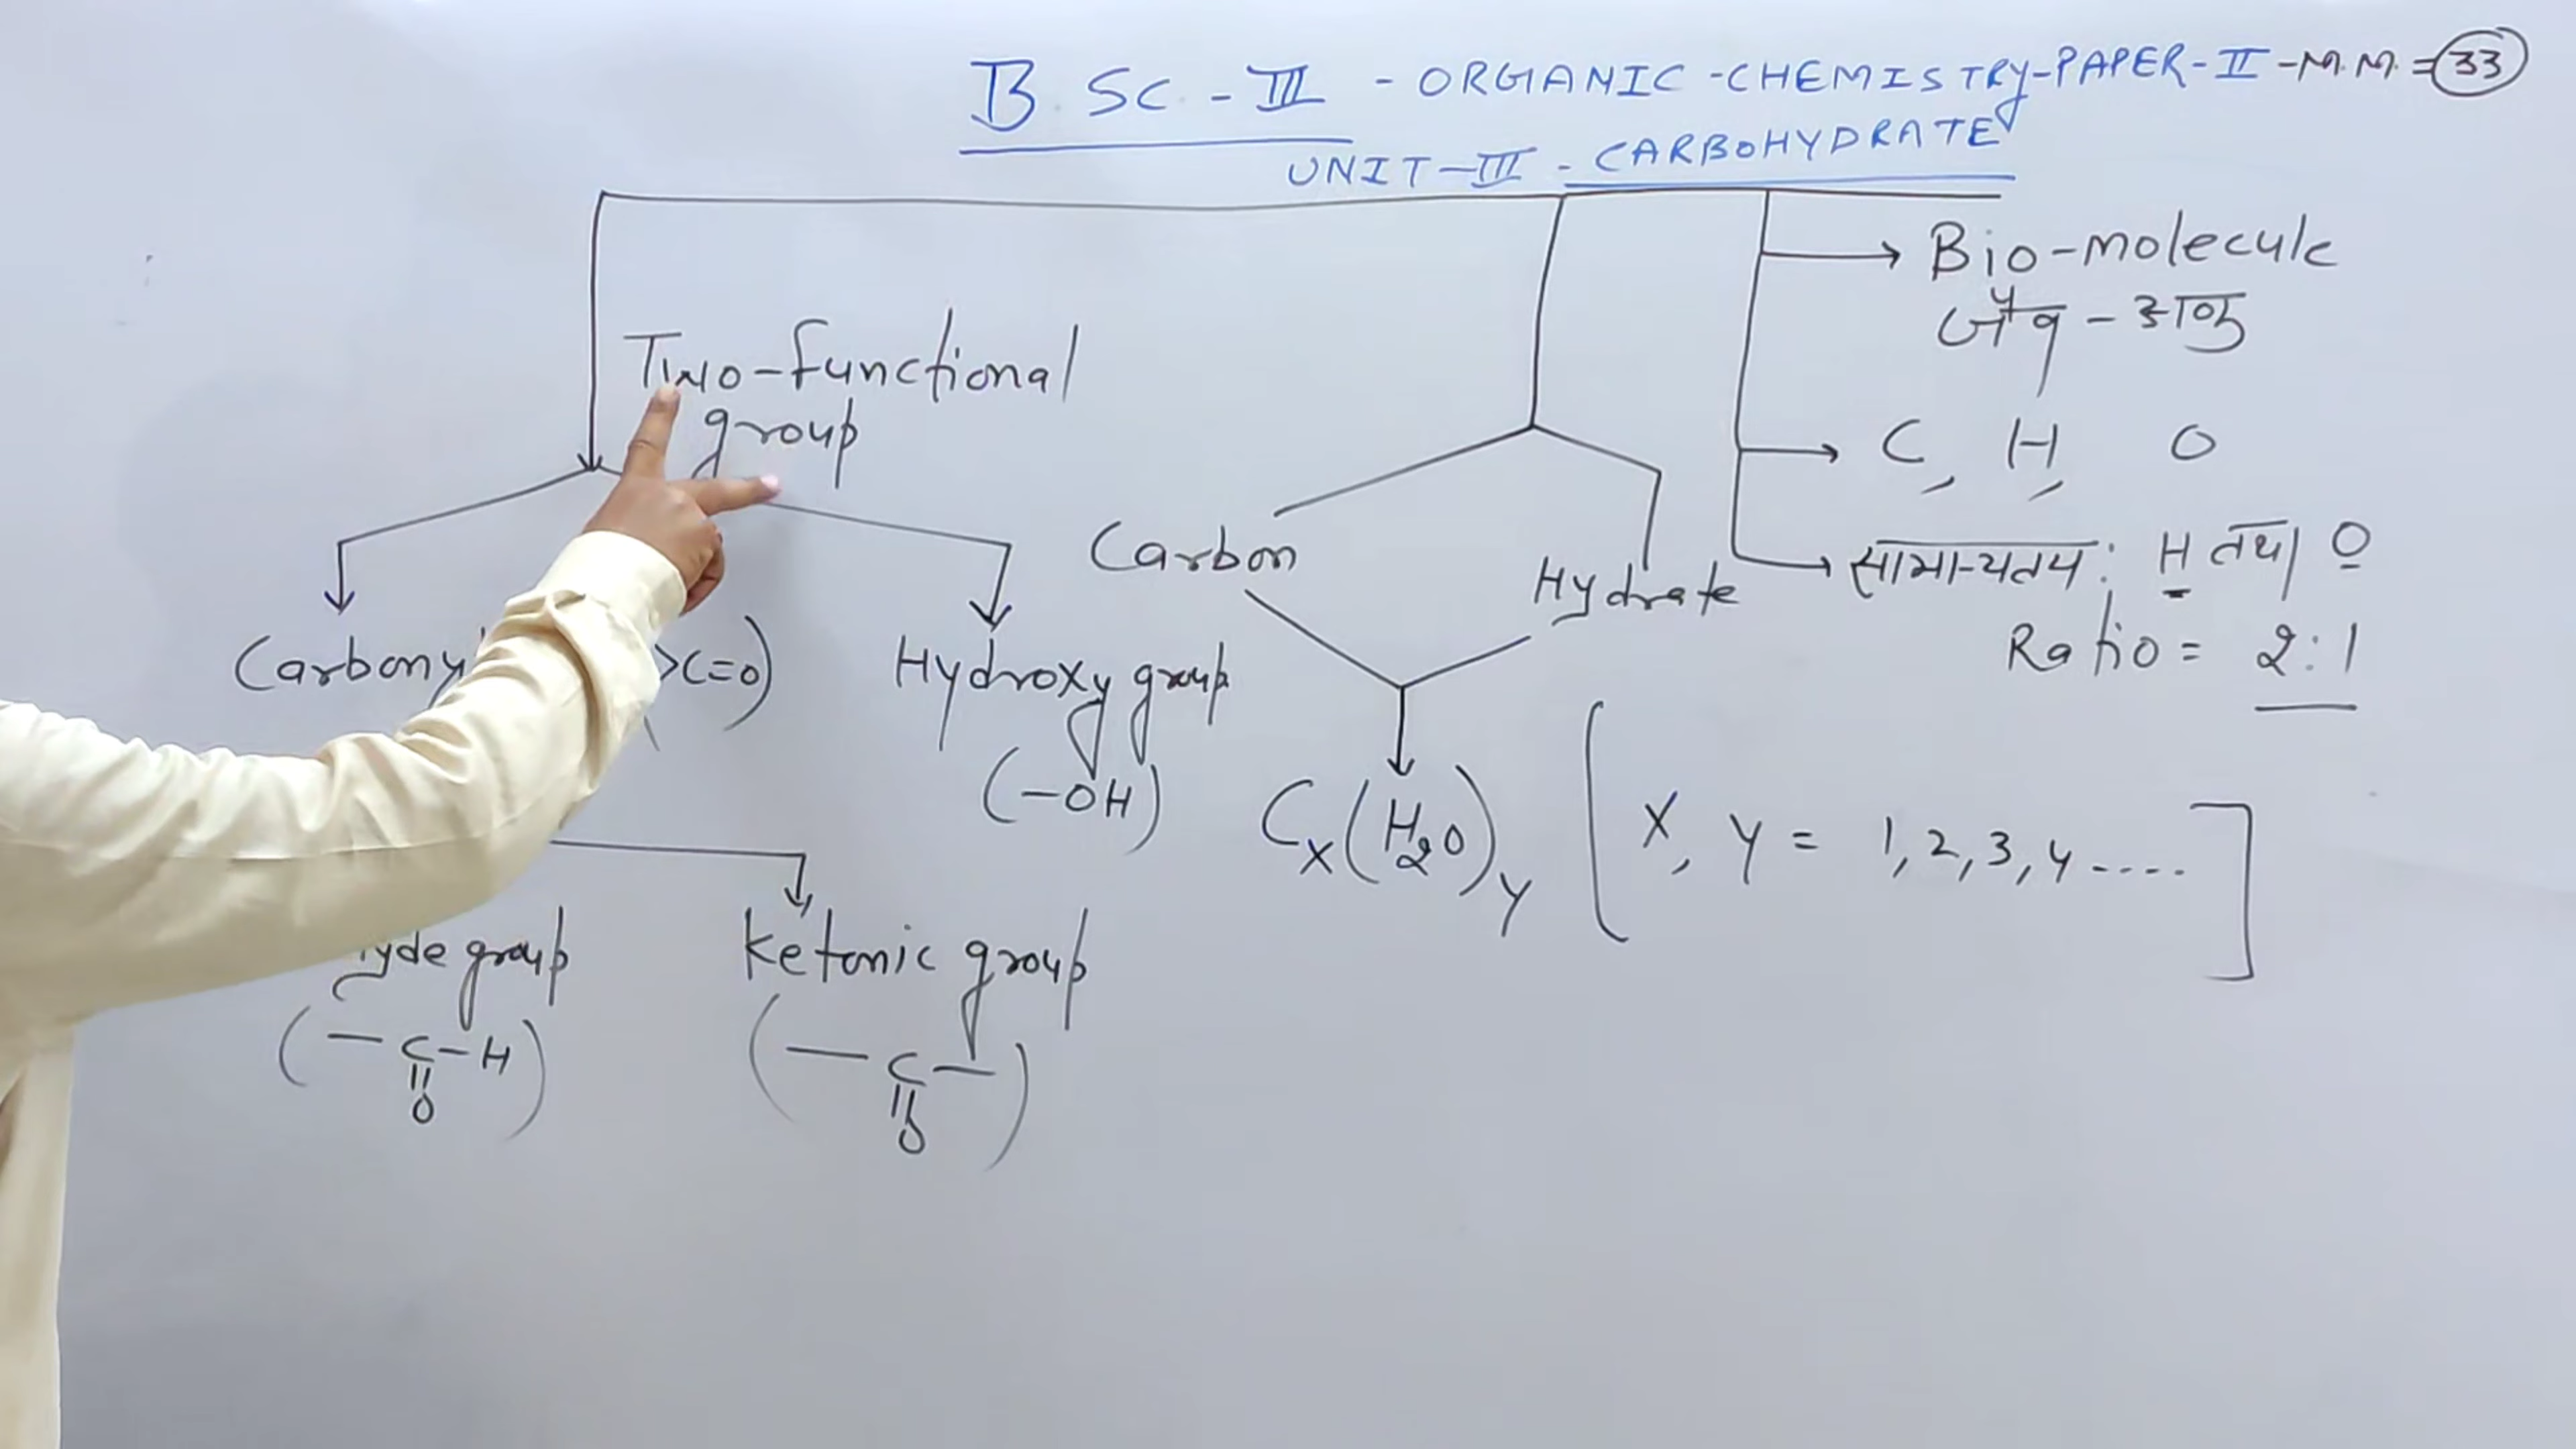 B.SC.-III - ORGANIC-CHEMISTRY-PAPER-II-M.M.=33
UNIT-III-CARBOHYDRATE
Bio-molecule
जैव-अणु
Two-functional
group
C, H, O
Carbon
Hydrate
सामान्यतय: H तथा O
Ratio = 2:1
>C=O)
Hydroxy group
(-OH)
Cx(H2O)y [X, Y = 1,2,3,4....]
group
Ketonic group
(-C-H)
||
O
(-C-)
||
O